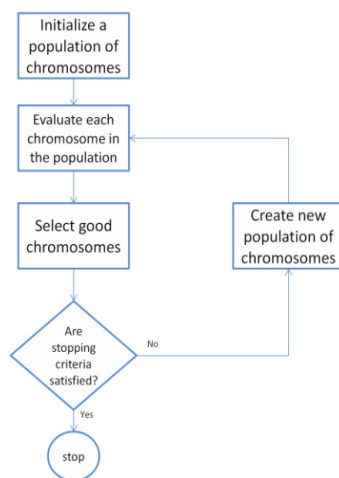 Initialize a
population of
chromosomes
Evaluate each
chromosome in
the population
Select good
chromosomes
Create new
population of
chromosomes
Are
stopping
criteria
satisfied?
No
Yes
stop